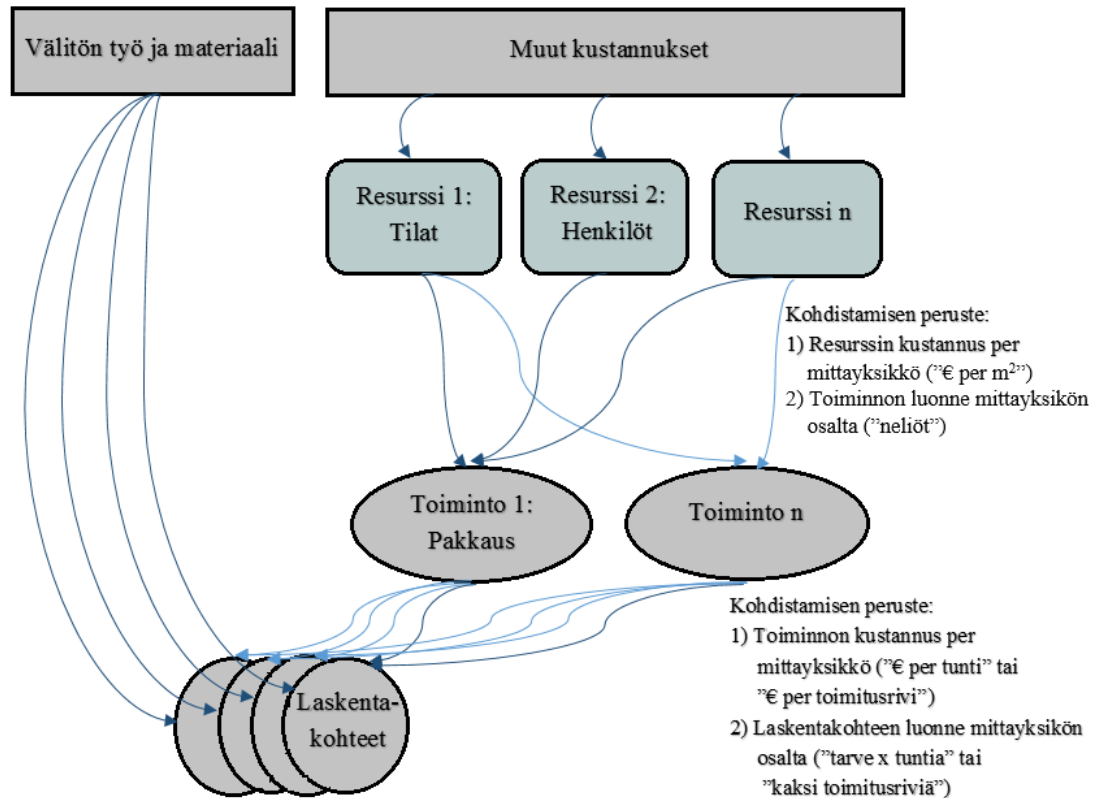 Välitön työ ja materiaali
Muut kustannukset
Resurssi 1:
Tilat
Resurssi 2:
Henkilöt
Resurssi n
Kohdistamisen peruste:
1) Resurssin kustannus per
mittayksikkö (”€ per m²”)
2) Toiminnon luonne mittayksikön
osalta (”neliöt”)
Toiminto 1:
Pakkaus
Toiminto n
Kohdistamisen peruste:
1) Toiminnon kustannus per
mittayksikkö (”€ per tunti” tai
”€ per toimitusrivi”)
2) Laskentakohteen luonne mittayksikön
osalta (”tarve x tuntia” tai
”kaksi toimitusriviä”)
Laskenta-
kohteet